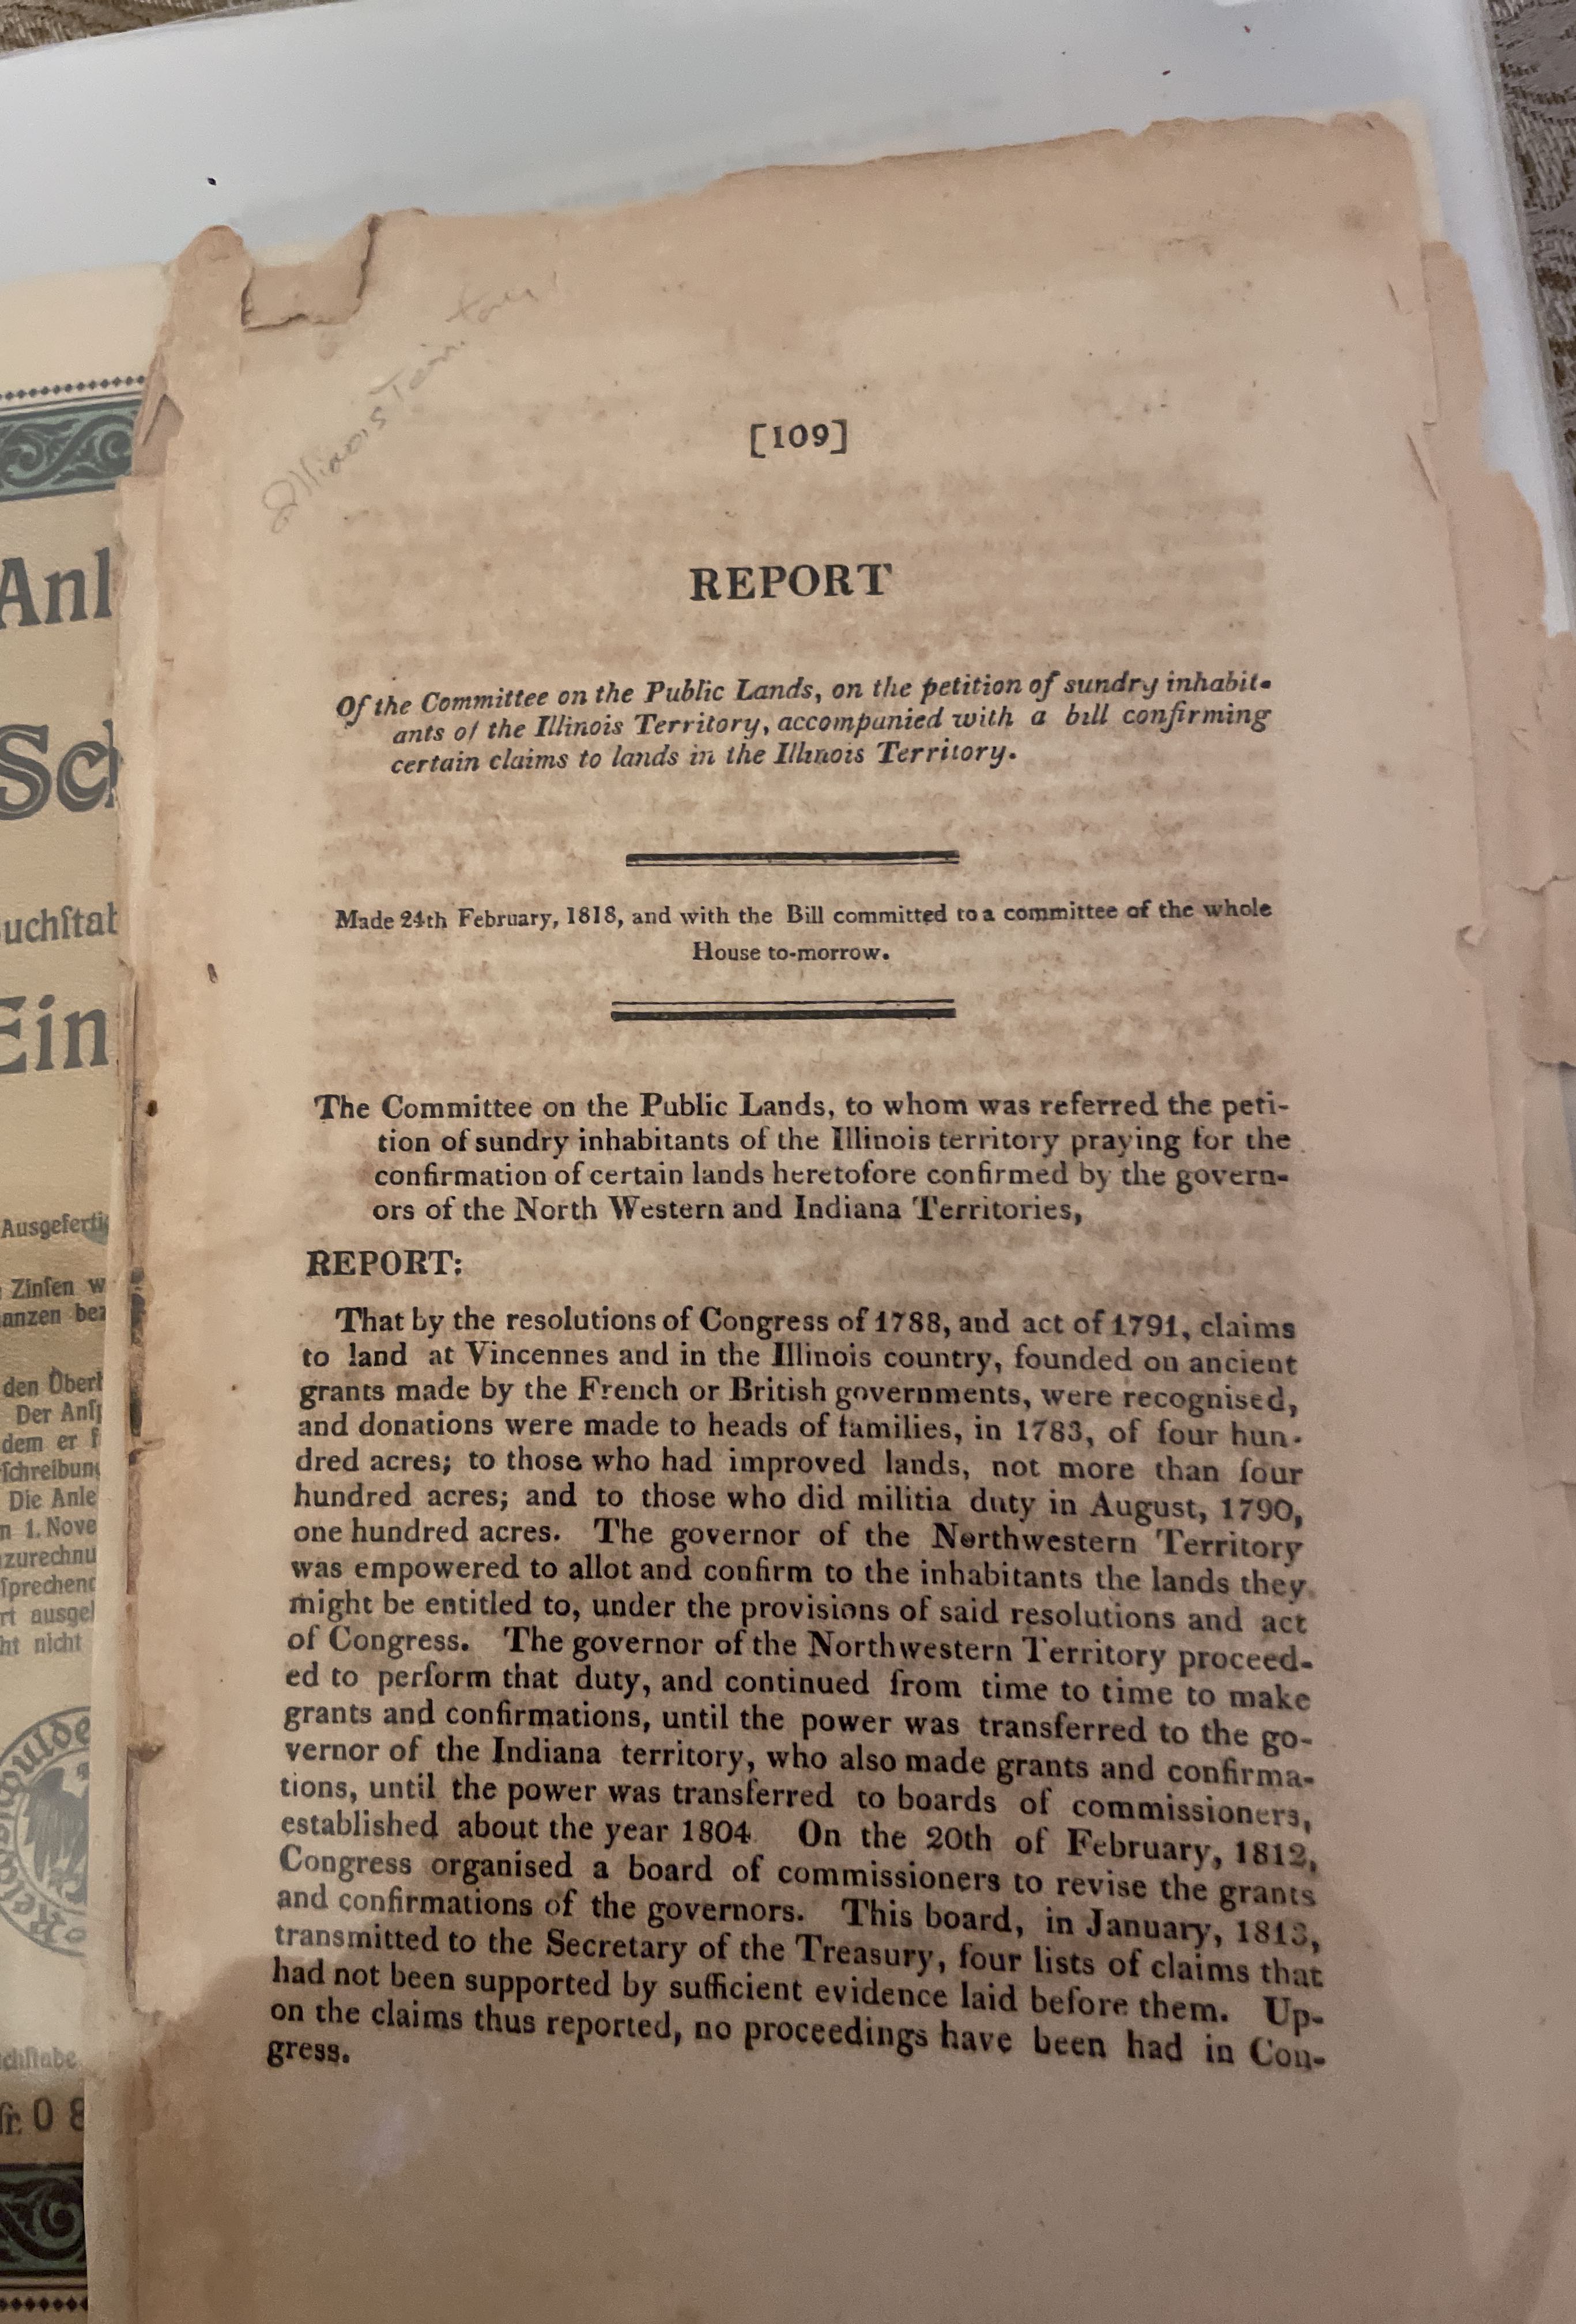 Illinois Territory
[109]
REPORT
Of the Committee on the Public Lands, on the petition of sundry inhabit-
ants of the Illinois Territory, accompanied with a bill confirming
certain claims to lands in the Illinois Territory.
Made 24th February, 1818, and with the Bill committed to a committee of the whole
House to-morrow.
The Committee on the Public Lands, to whom was referred the peti-
tion of sundry inhabitants of the Illinois territory praying for the
confirmation of certain lands heretofore confirmed by the govern-
ors of the North Western and Indiana Territories,
REPORT:
That by the resolutions of Congress of 1788, and act of 1791, claims
to land at Vincennes and in the Illinois country, founded on ancient
grants made by the French or British governments, were recognised,
and donations were made to heads of families, in 1783, of four hun-
dred acres; to those who had improved lands, not more than four
hundred acres; and to those who did militia duty in August, 1790,
one hundred acres. The governor of the Northwestern Territory
was empowered to allot and confirm to the inhabitants the lands they
might be entitled to, under the provisions of said resolutions and act
of Congress. The governor of the Northwestern Territory proceed-
ed to perform that duty, and continued from time to time to make
grants and confirmations, until the power was transferred to the go-
vernor of the Indiana territory, who also made grants and confirma-
tions, until the power was transferred to boards of commissioners,
established about the year 1804 On the 20th of February, 1812,
Congress organised a board of commissioners to revise the grants
and confirmations of the governors. This board, in January, 1813,
transmitted to the Secretary of the Treasury, four lists of claims that
had not been supported by sufficient evidence laid before them. Up-
on the claims thus reported, no proceedings have been had in Con-
gress.
Anl
Sch
uchſtab
Ein
Ausgeferti
Zinſen w
anzen bez
den Überl
Der Anſp
dem er f
ſchreibung
Die Anle
n 1. Nove
zurechnu
ſprechend
rt ausgel
ht nicht
chſtabe
ſr. 0 8